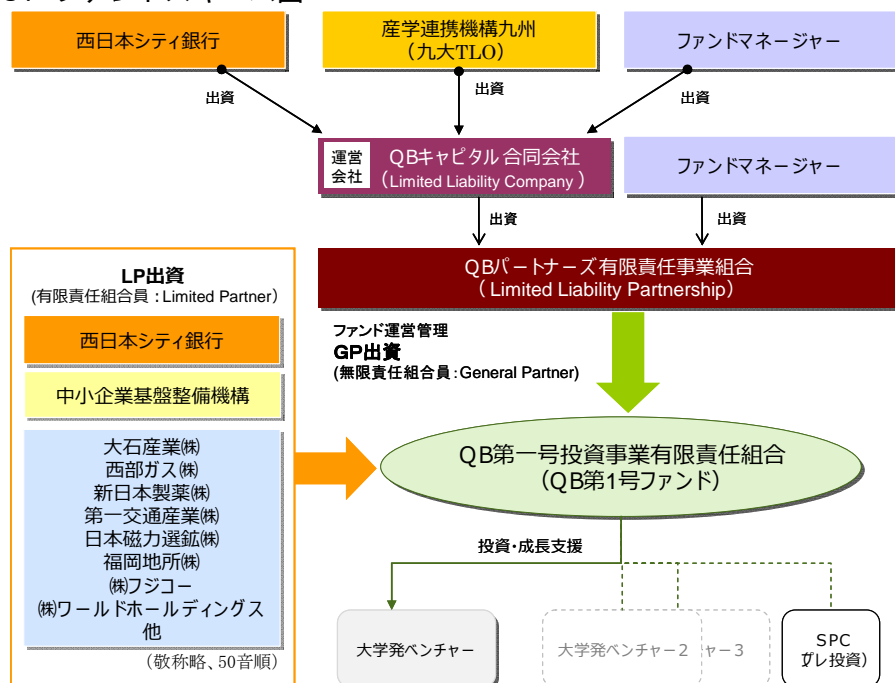 西日本シティ銀行
産学連携機構九州
（九大TLO）
ファンドマネージャー
出資
出資
出資
運営
会社
QBキャピタル合同会社
（Limited Liability Company）
ファンドマネージャー
出資
出資
QBパートナーズ有限責任事業組合
（Limited Liability Partnership）
LP出資
(有限責任組合員：Limited Partner）
西日本シティ銀行
中小企業基盤整備機構
大石産業㈱
西部ガス㈱
新日本製薬㈱
第一交通産業㈱
日本磁力選鉱㈱
福岡地所㈱
㈱フジコー
㈱ワールドホールディングス
他
（敬称略、50音順）
ファンド運営管理
GP出資
(無限責任組合員：General Partner)
QB第一号投資事業有限責任組合
（QB第1号ファンド）
投資・成長支援
大学発ベンチャー
大学発ベンチャー２
ャー３
SPC
プレ投資）